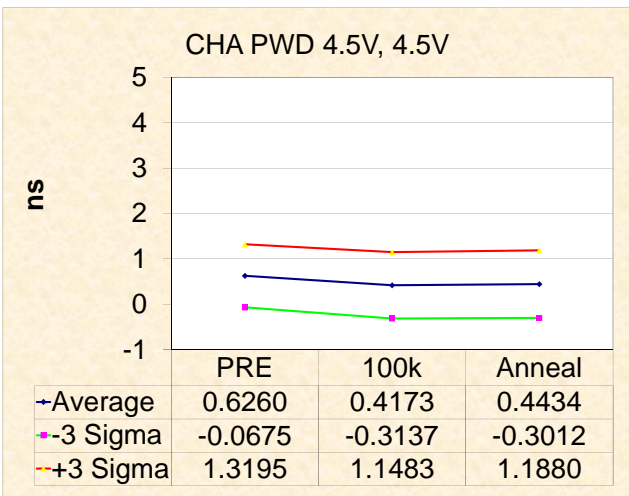 CHA PWD 4.5V, 4.5V
5
4
3
2
1
0
-1
ns
PRE 100k Anneal
Average 0.6260 0.4173 0.4434
-3 Sigma -0.0675 -0.3137 -0.3012
+3 Sigma 1.3195 1.1483 1.1880